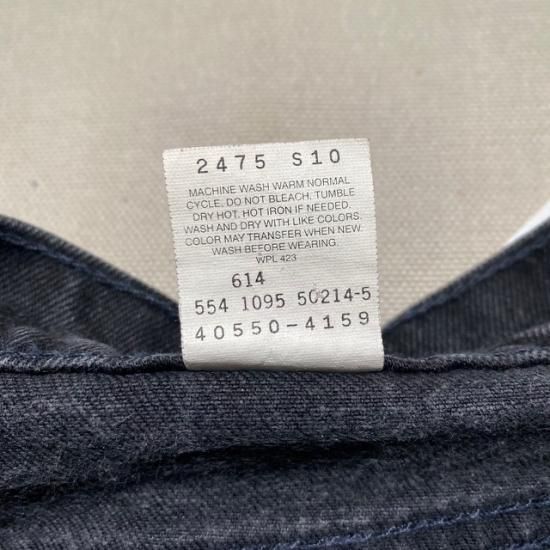 2475 S10
MACHINE WASH WARM NORMAL
CYCLE. DO NOT BLEACH. TUMBLE
DRY HOT. HOT IRON IF NEEDED.
WASH AND DRY WITH LIKE COLORS.
COLOR MAY TRANSFER WHEN NEW.
WASH BEFORE WEARING.
WPL 423
614
554 1095 50214-5
40550-4159